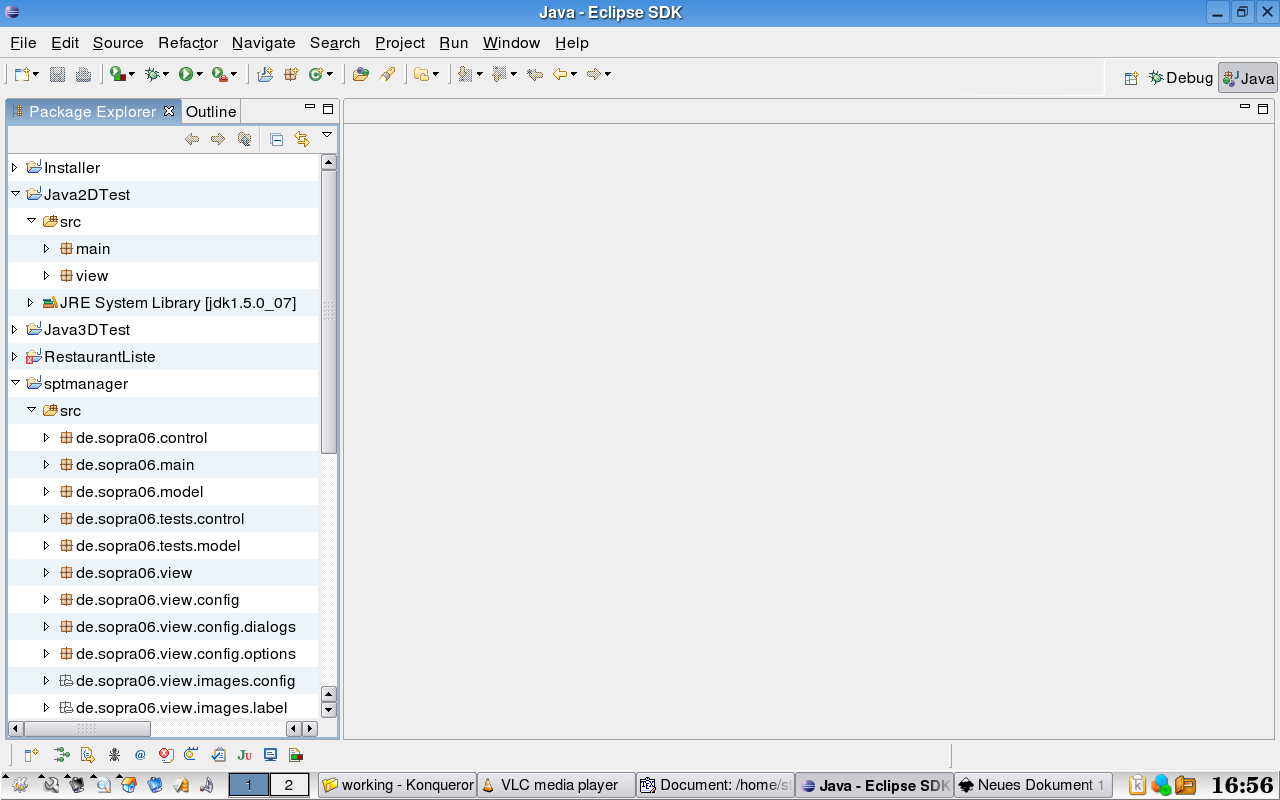 Java - Eclipse SDK
File Edit Source Refactor Navigate Search Project Run Window Help
Debug Java
Package Explorer Outline
Installer
Java2DTest
src
main
view
JRE System Library [jdk1.5.0_07]
Java3DTest
RestaurantListe
sptmanager
src
de.sopra06.control
de.sopra06.main
de.sopra06.model
de.sopra06.tests.control
de.sopra06.tests.model
de.sopra06.view
de.sopra06.view.config
de.sopra06.view.config.dialogs
de.sopra06.view.config.options
de.sopra06.view.images.config
de.sopra06.view.images.label
@ Ju
1 2 working - Konqueror VLC media player Document: /home/st Java - Eclipse SDK Neues Dokument 1 16:56